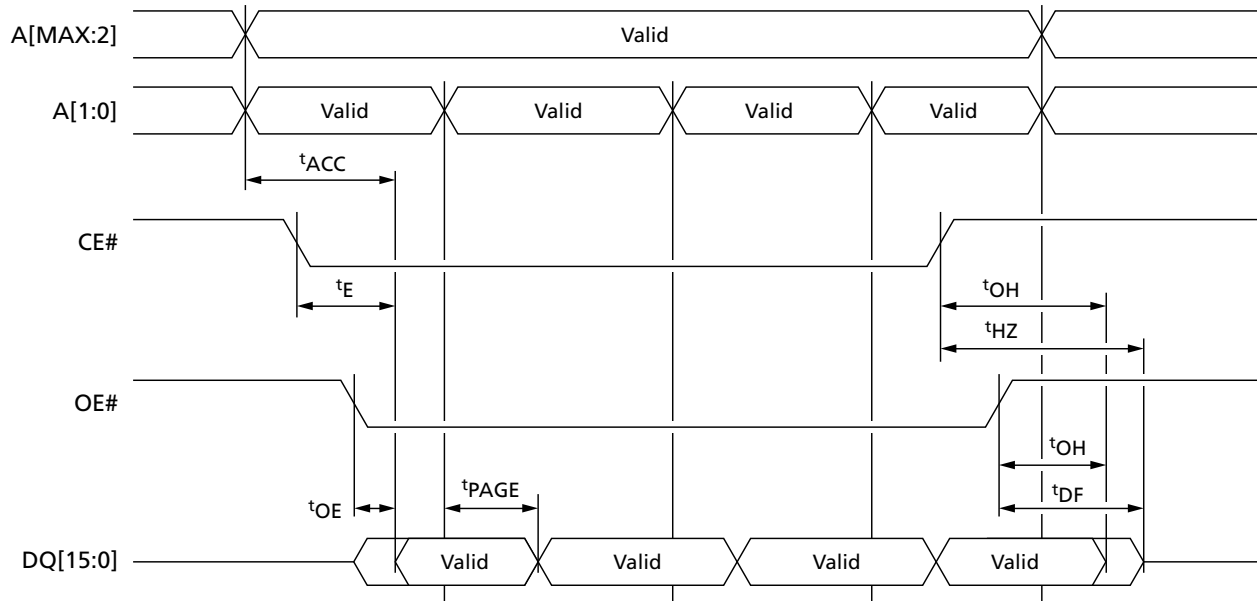 A[MAX:2]
Valid
A[1:0]
Valid Valid Valid Valid
tACC
CE#
tE
tOH
tHZ
OE#
tOH
tPAGE
tDF
tOE
DQ[15:0]
Valid Valid Valid Valid